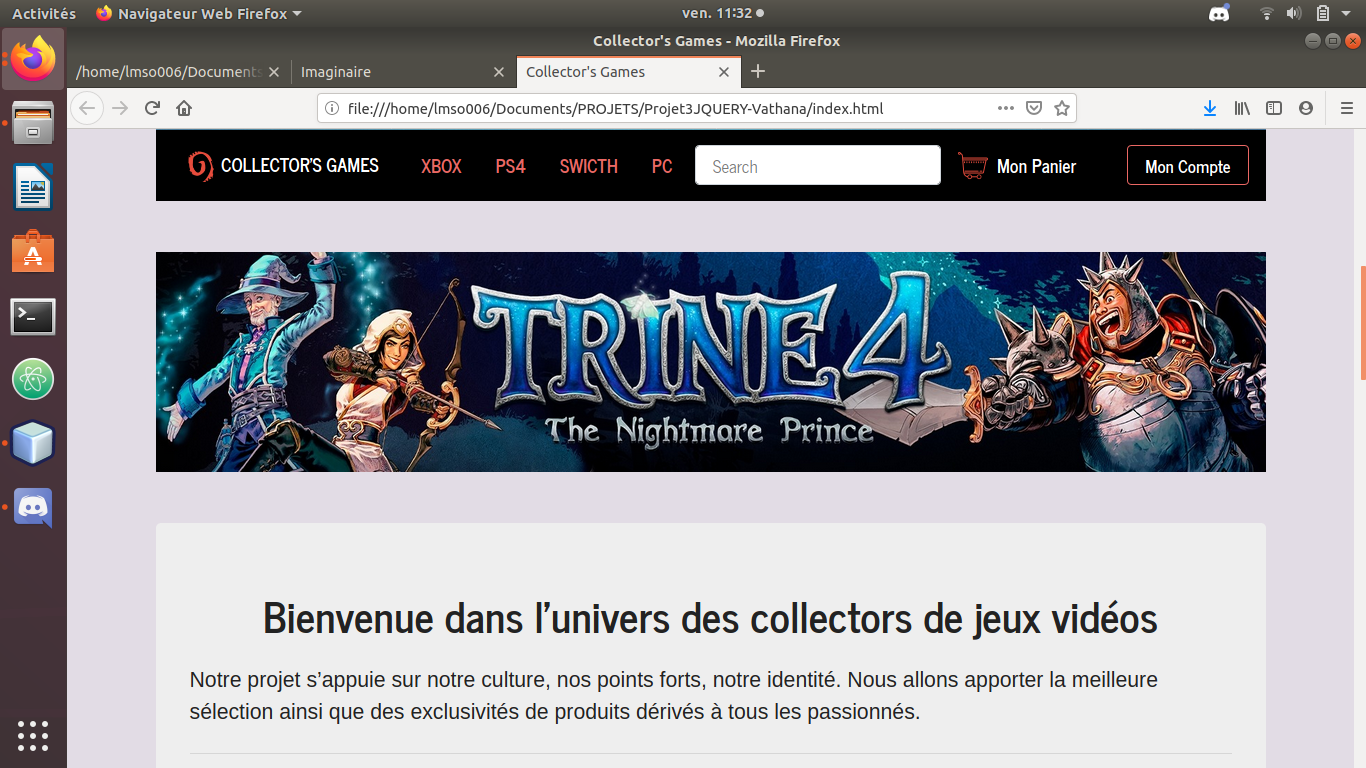 Activités Navigateur Web Firefox ven. 11:32
Collector's Games - Mozilla Firefox
/home/lmso006/Documents Imaginaire Collector's Games
file:///home/lmso006/Documents/PROJETS/Projet3JQUERY-Vathana/index.html
COLLECTOR'S GAMES XBOX PS4 SWICTH PC Search Mon Panier Mon Compte
TRINE 4
The Nightmare Prince
Bienvenue dans l'univers des collectors de jeux vidéos
Notre projet s'appuie sur notre culture, nos points forts, notre identité. Nous allons apporter la meilleure
sélection ainsi que des exclusivités de produits dérivés à tous les passionnés.